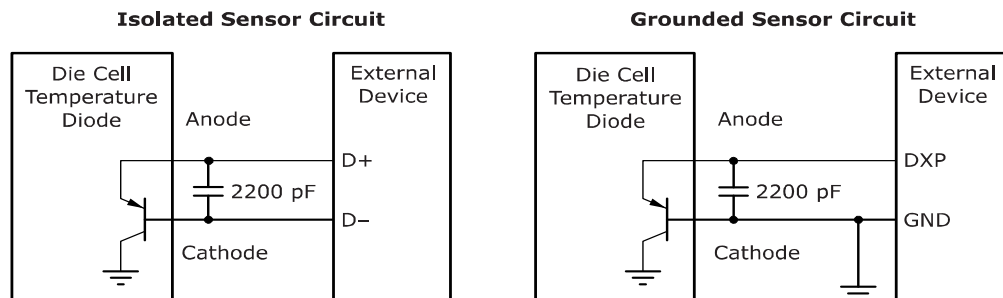 Isolated Sensor Circuit
Die Cell
Temperature
Diode
Anode
External
Device
D+
2200 pF
D−
Cathode
Grounded Sensor Circuit
Die Cell
Temperature
Diode
Anode
External
Device
DXP
2200 pF
GND
Cathode